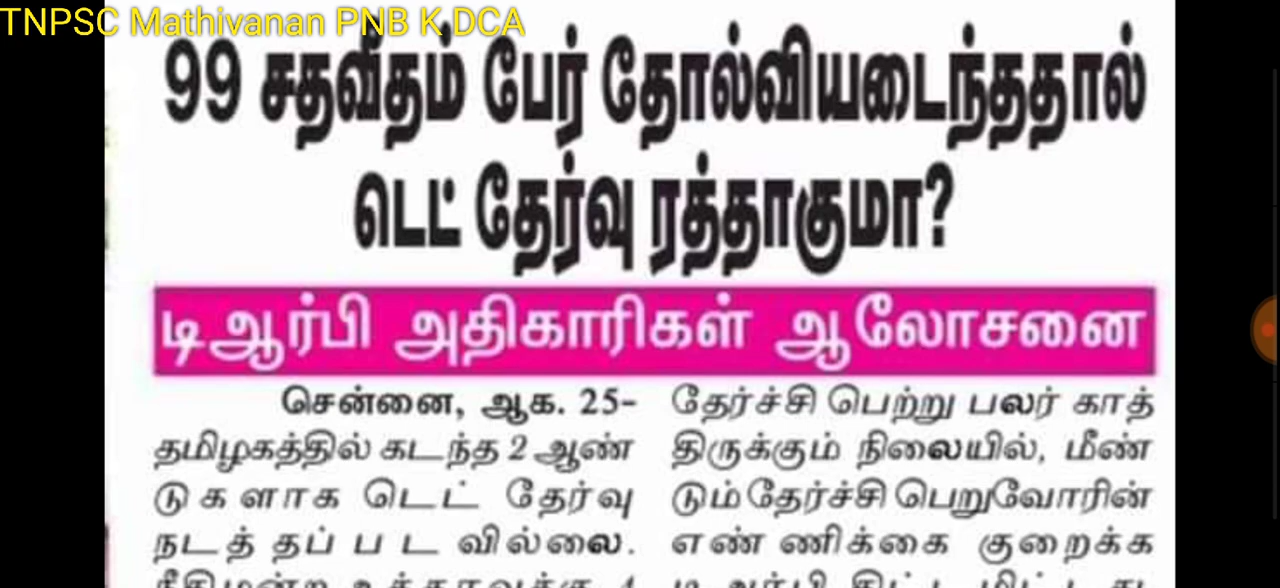 TNPSC Mathivanan PNB K DCA
99 சதவீதம் பேர் தோல்வியடைந்ததால்
டெட் தேர்வு ரத்தாகுமா?
டிஆர்பி அதிகாரிகள் ஆலோசனை
சென்னை, ஆக. 25-
தமிழகத்தில் கடந்த 2 ஆண்
டுகளாக டெட் தேர்வு
நடத் தப் பட வில்லை.
தேர்ச்சி பெற்று பலர் காத்
திருக்கும் நிலையில், மீண்
டும் தேர்ச்சி பெறுவோரின்
எண் ணிக்கை குறைக்க